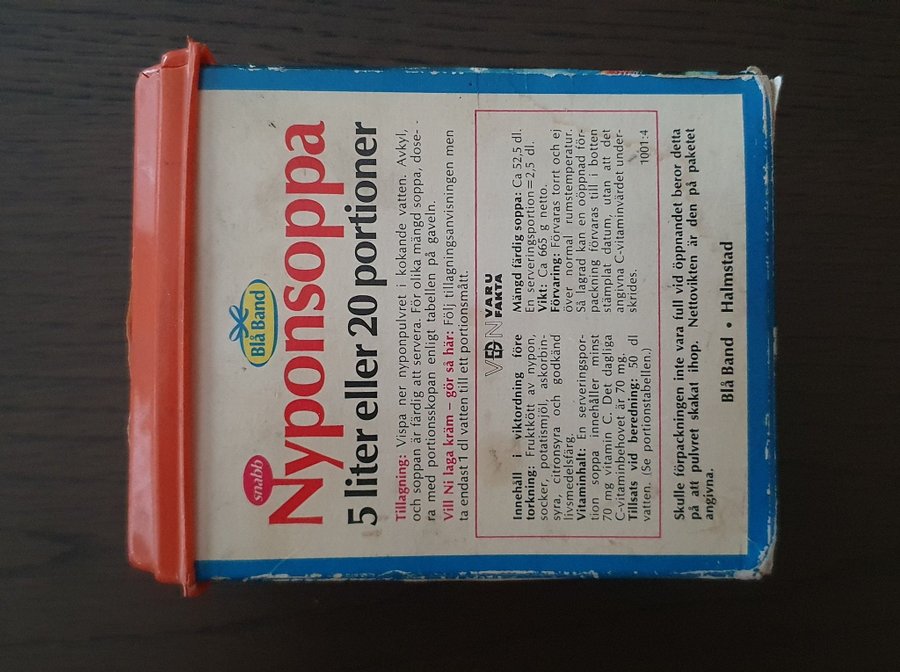 Blå Band
snabb
Nyponsoppa
5 liter eller 20 portioner
Tillagning: Vispa ner nyponpulvret i kokande vatten. Avkyl,
och soppan är färdig att servera. För olika mängd soppa, dose-
ra med portionsskopan enligt tabellen på gaveln.
Vill Ni laga kräm – gör så här: Följ tillagningsanvisningen men
ta endast 1 dl vatten till ett portionsmått.
VDN VARU
FAKTA
Innehåll i viktordning före
torkning: Fruktkött av nypon,
socker, potatismjöl, askorbin-
syra, citronsyra och godkänd
livsmedelsfärg.
Vitaminhalt: En serveringspor-
tion soppa innehåller minst
70 mg vitamin C. Det dagliga
C-vitaminbehovet är 70 mg.
Tillsats vid beredning: 50 dl
vatten. (Se portionstabellen.)
Mängd färdig soppa: Ca 52,5 dl.
En serveringsportion = 2,5 dl.
Vikt: Ca 665 g netto.
Förvaring: Förvaras torrt och ej
över normal rumstemperatur.
Så lagrad kan en oöppnad för-
packning förvaras till i botten
stämplat datum, utan att det
angivna C-vitaminvärdet under-
skrides.
1001:4
Skulle förpackningen inte vara full vid öppnandet beror detta
på att pulvret skakat ihop. Nettovikten är den på paketet
angivna.
Blå Band • Halmstad